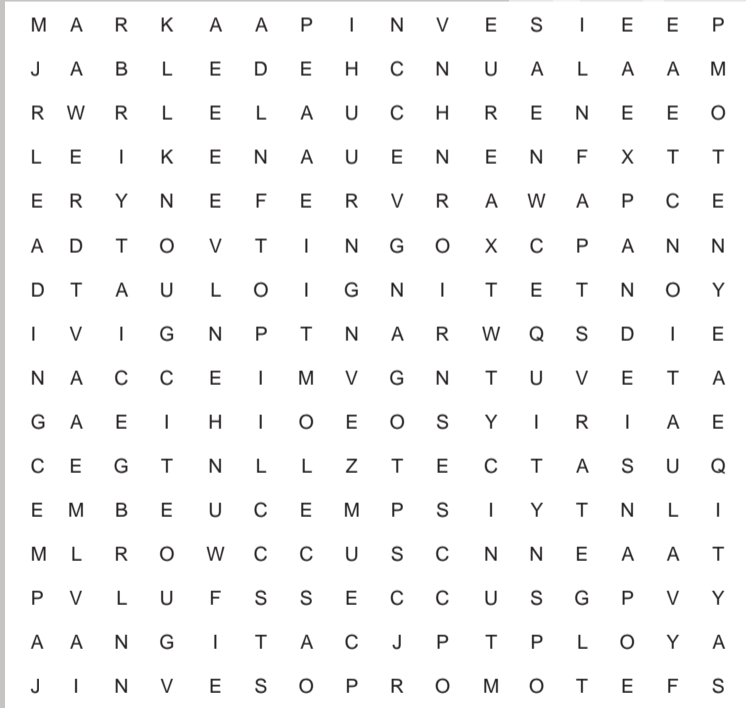 M A R K A A P I N V E S I E E P
J A B L E D E H C N U A L A A M
R W R L E L A U C H R E N E E O
L E I K E N A U E N E N F X T T
E R Y N E F E R V R A W A P C E
A D T O V T I N G O X C P A N N
D T A U L O I G N I T E T N O Y
I V I G N P T N A R W Q S D I E
N A C C E I M V G N T U V E T A
G A E I H I O E O S Y I R I A E
C E G T N L L Z T E C T A S U Q
E M B E U C E M P S I Y T N L I
M L R O W C C U S C N N E A A T
P V L U F S S E C C U S G P V Y
A A N G I T A C J P T P L O Y A
J I N V E S O P R O M O T E F S